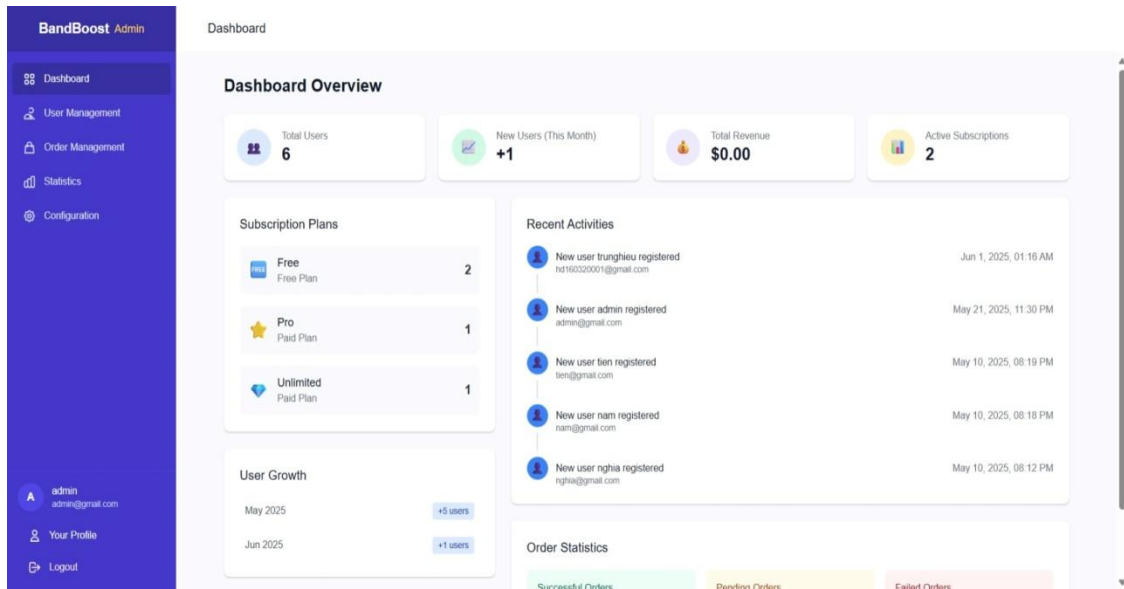 BandBoost Admin
Dashboard
Dashboard
User Management
Order Management
Statistics
Configuration
A
admin
admin@gmail.com
Your Profile
Logout
Dashboard Overview
Total Users
6
New Users (This Month)
+1
Total Revenue
$0.00
Active Subscriptions
2
Subscription Plans
FREE
Free
Free Plan
2
Pro
Paid Plan
1
Unlimited
Paid Plan
1
User Growth
May 2025
+5 users
Jun 2025
+1 users
Recent Activities
New user trunghieu registered
hd160320001@gmail.com
Jun 1, 2025, 01:16 AM
New user admin registered
admin@gmail.com
May 21, 2025, 11:30 PM
New user tien registered
tien@gmail.com
May 10, 2025, 08:19 PM
New user nam registered
nam@gmail.com
May 10, 2025, 08:18 PM
New user nghia registered
nghia@gmail.com
May 10, 2025, 08:12 PM
Order Statistics
Successful Orders
Pending Orders
Failed Orders